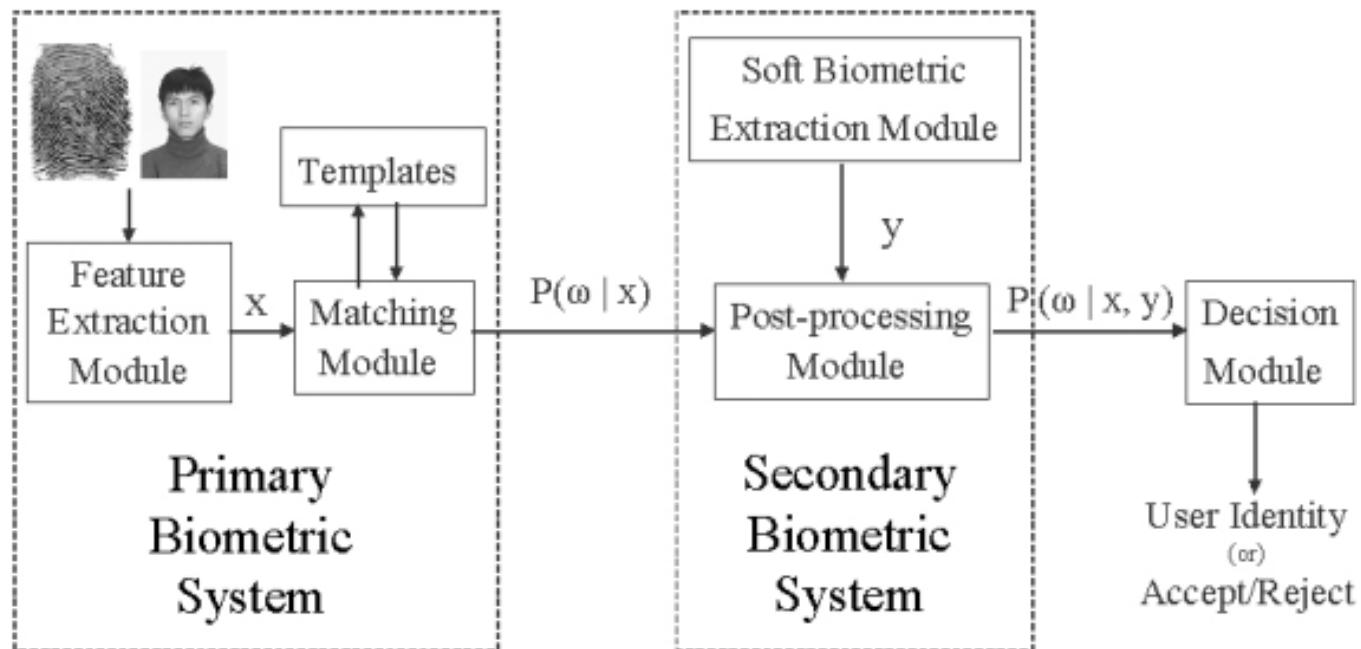 Templates
Feature
Extraction
Module
X
Matching
Module
Primary
Biometric
System
P(ω | x)
Soft Biometric
Extraction Module
y
Post-processing
Module
Secondary
Biometric
System
P (ω | x, y)
Decision
Module
User Identity
(or)
Accept/Reject